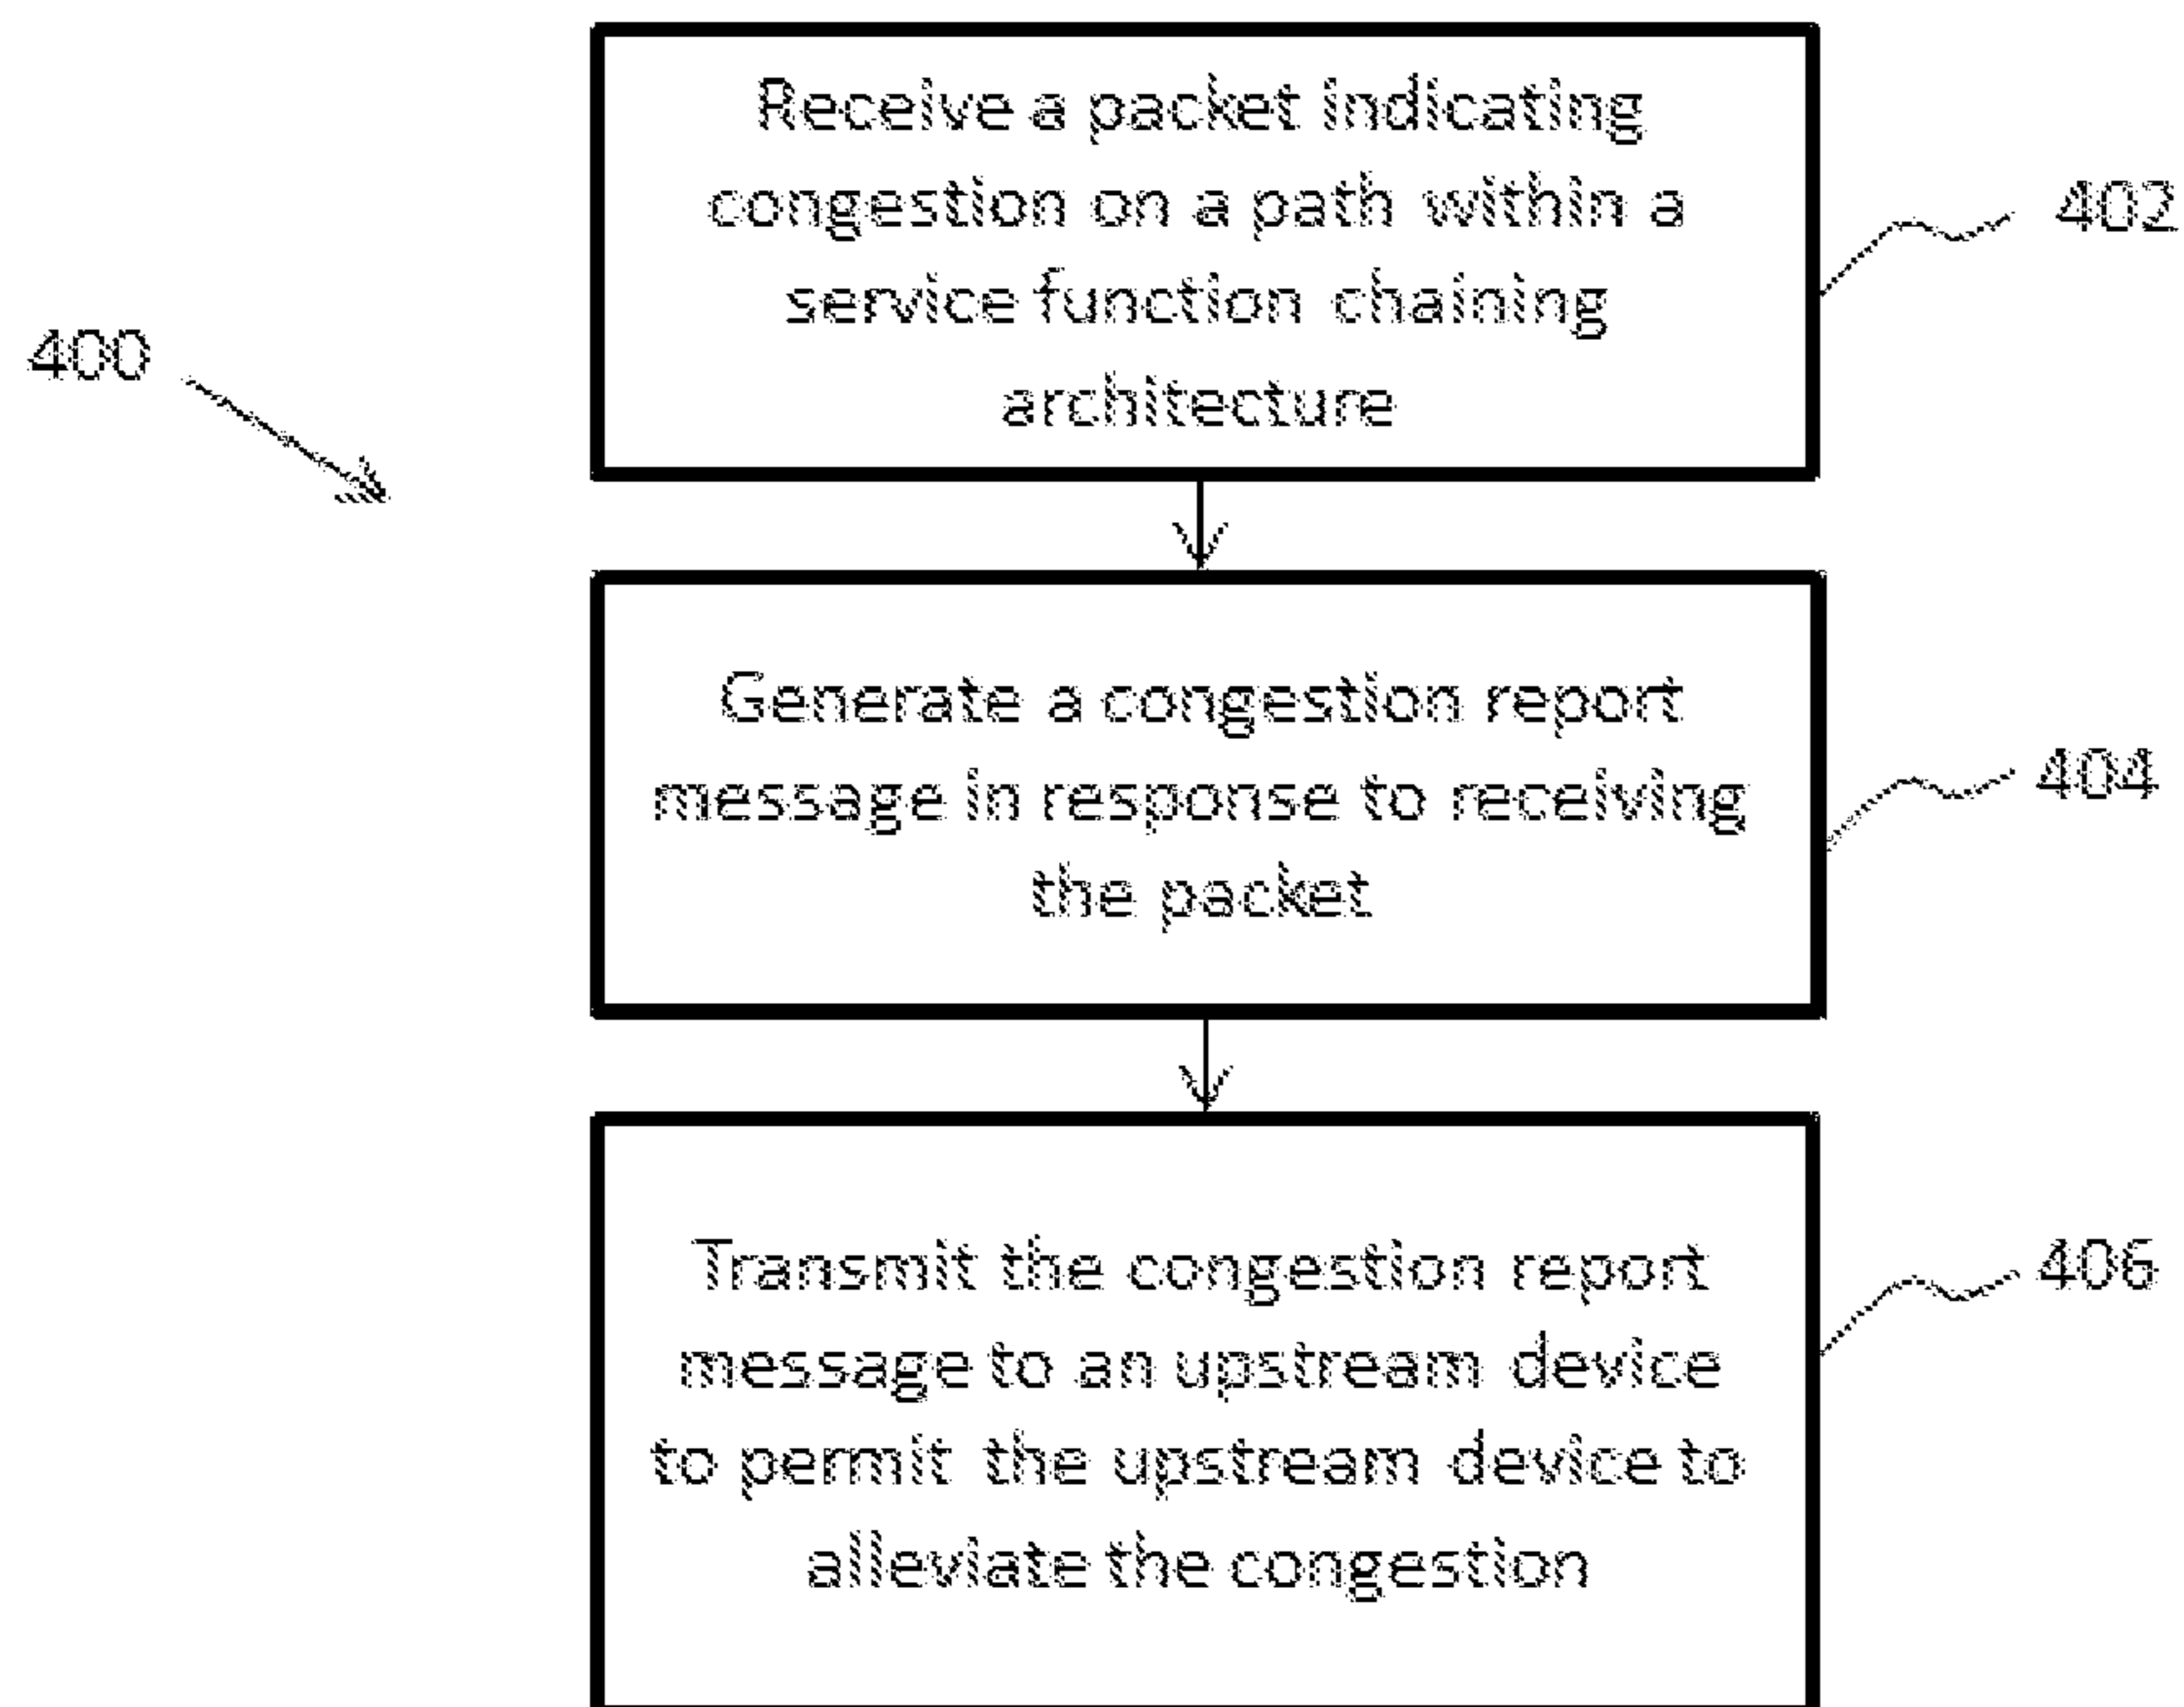 Receive a packet indicating
congestion on a path within a
service function chaining
architecture
402
400
Generate a congestion report
message in response to receiving
the packet
404
Transmit the congestion report
message to an upstream device
to permit the upstream device to
alleviate the congestion
406